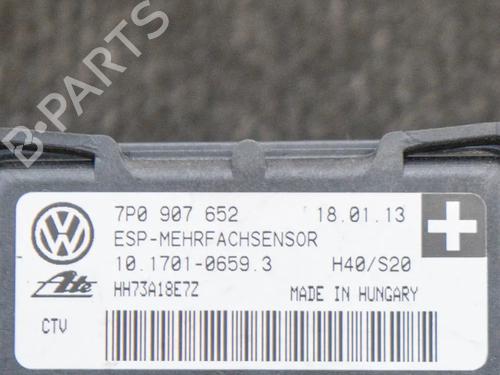 7P0 907 652 18.01.13
ESP-MEHRFACHSENSOR
10.1701-0659.3 H40/S20
Ate HH73A18E7Z MADE IN HUNGARY
CTV
B-PARTS